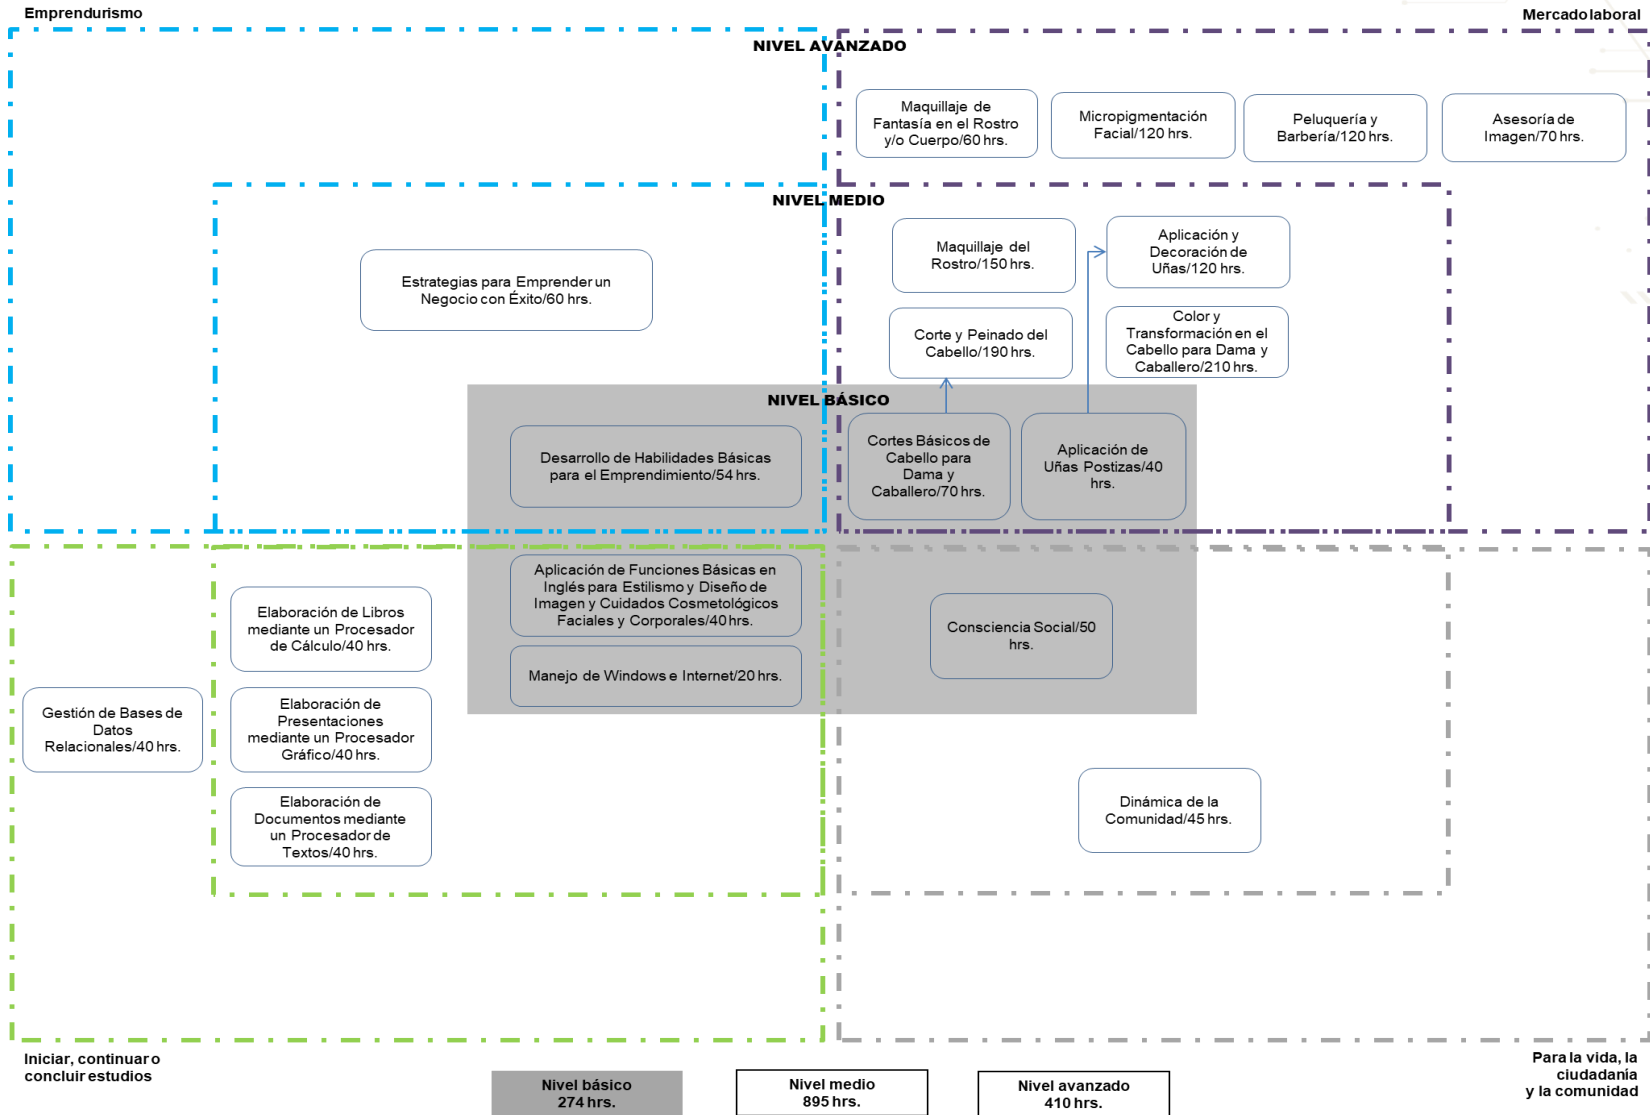 Emprendurismo
Mercado laboral
NIVEL AVANZADO
Maquillaje de
Fantasía en el Rostro
y/o Cuerpo/60 hrs.
Micropigmentación
Facial/120 hrs.
Peluquería y
Barbería/120 hrs.
Asesoría de
Imagen/70 hrs.
NIVEL MEDIO
Estrategias para Emprender un
Negocio con Éxito/60 hrs.
Maquillaje del
Rostro/150 hrs.
Aplicación y
Decoración de
Uñas/120 hrs.
Corte y Peinado del
Cabello/190 hrs.
Color y
Transformación en el
Cabello para Dama y
Caballero/210 hrs.
NIVEL BÁSICO
Desarrollo de Habilidades Básicas
para el Emprendimiento/54 hrs.
Cortes Básicos de
Cabello para
Dama y
Caballero/70 hrs.
Aplicación de
Uñas Postizas/40
hrs.
Aplicación de Funciones Básicas en
Inglés para Estilismo y Diseño de
Imagen y Cuidados Cosmetológicos
Faciales y Corporales/40 hrs.
Manejo de Windows e Internet/20 hrs.
Elaboración de Libros
mediante un Procesador
de Cálculo/40 hrs.
Gestión de Bases de
Datos
Relacionales/40 hrs.
Elaboración de
Presentaciones
mediante un Procesador
Gráfico/40 hrs.
Elaboración de
Documentos mediante
un Procesador de
Textos/40 hrs.
Consciencia Social/50
hrs.
Dinámica de la
Comunidad/45 hrs.
Iniciar, continuar o
concluir estudios
Para la vida, la
ciudadanía
y la comunidad
Nivel básico
274 hrs.
Nivel medio
895 hrs.
Nivel avanzado
410 hrs.